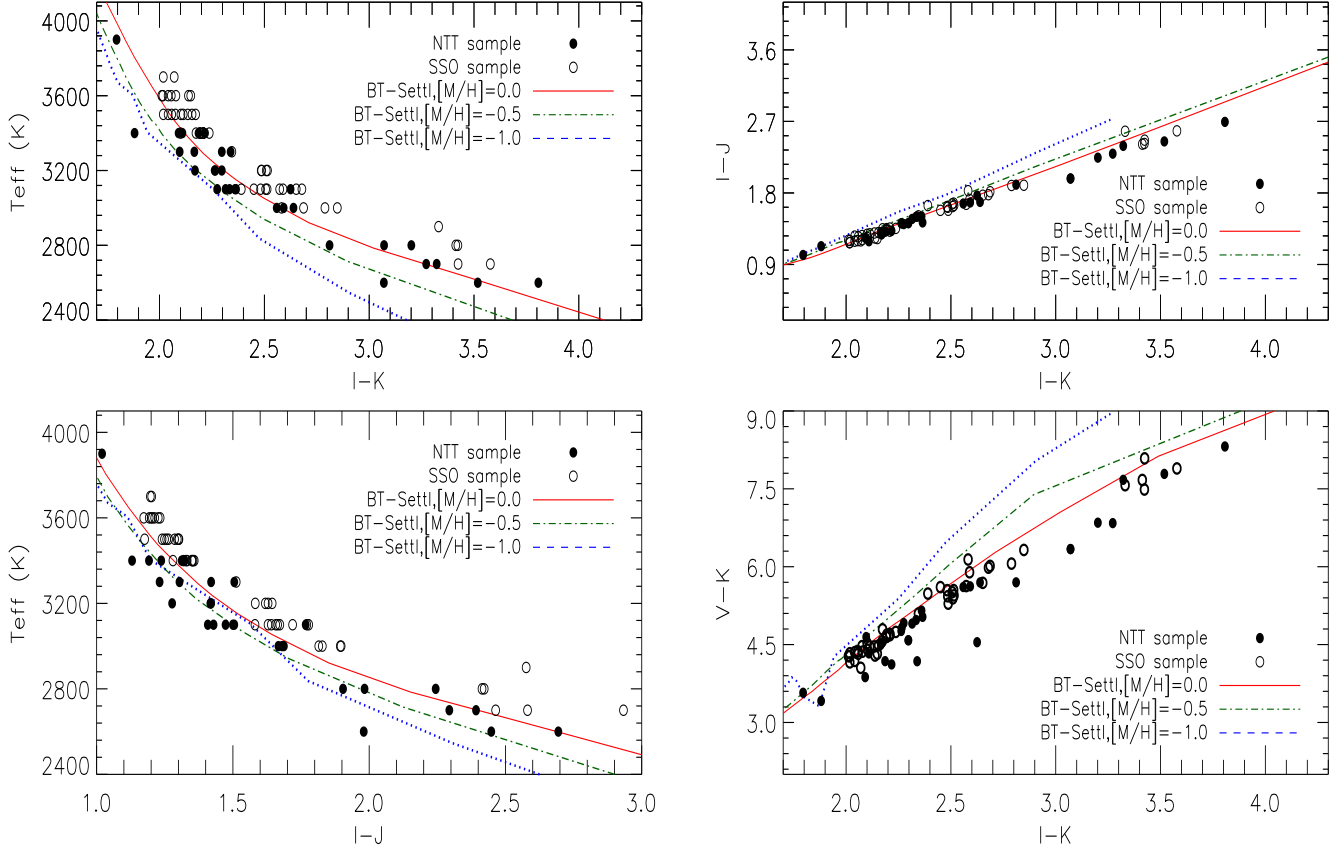 4000
3600
3200
2800
2400
Teff (K)
NTT sample
SSO sample
BT-Settl,[M/H]=0.0
BT-Settl,[M/H]=-0.5
BT-Settl,[M/H]=-1.0
2.0 2.5 3.0 3.5 4.0
I-K
3.6
2.7
1.8
0.9
I-J
NTT sample
SSO sample
BT-Settl,[M/H]=0.0
BT-Settl,[M/H]=-0.5
BT-Settl,[M/H]=-1.0
2.0 2.5 3.0 3.5 4.0
I-K
4000
3600
3200
2800
2400
Teff (K)
NTT sample
SSO sample
BT-Settl,[M/H]=0.0
BT-Settl,[M/H]=-0.5
BT-Settl,[M/H]=-1.0
1.0 1.5 2.0 2.5 3.0
I-J
9.0
7.5
6.0
4.5
3.0
V-K
NTT sample
SSO sample
BT-Settl,[M/H]=0.0
BT-Settl,[M/H]=-0.5
BT-Settl,[M/H]=-1.0
2.0 2.5 3.0 3.5 4.0
I-K